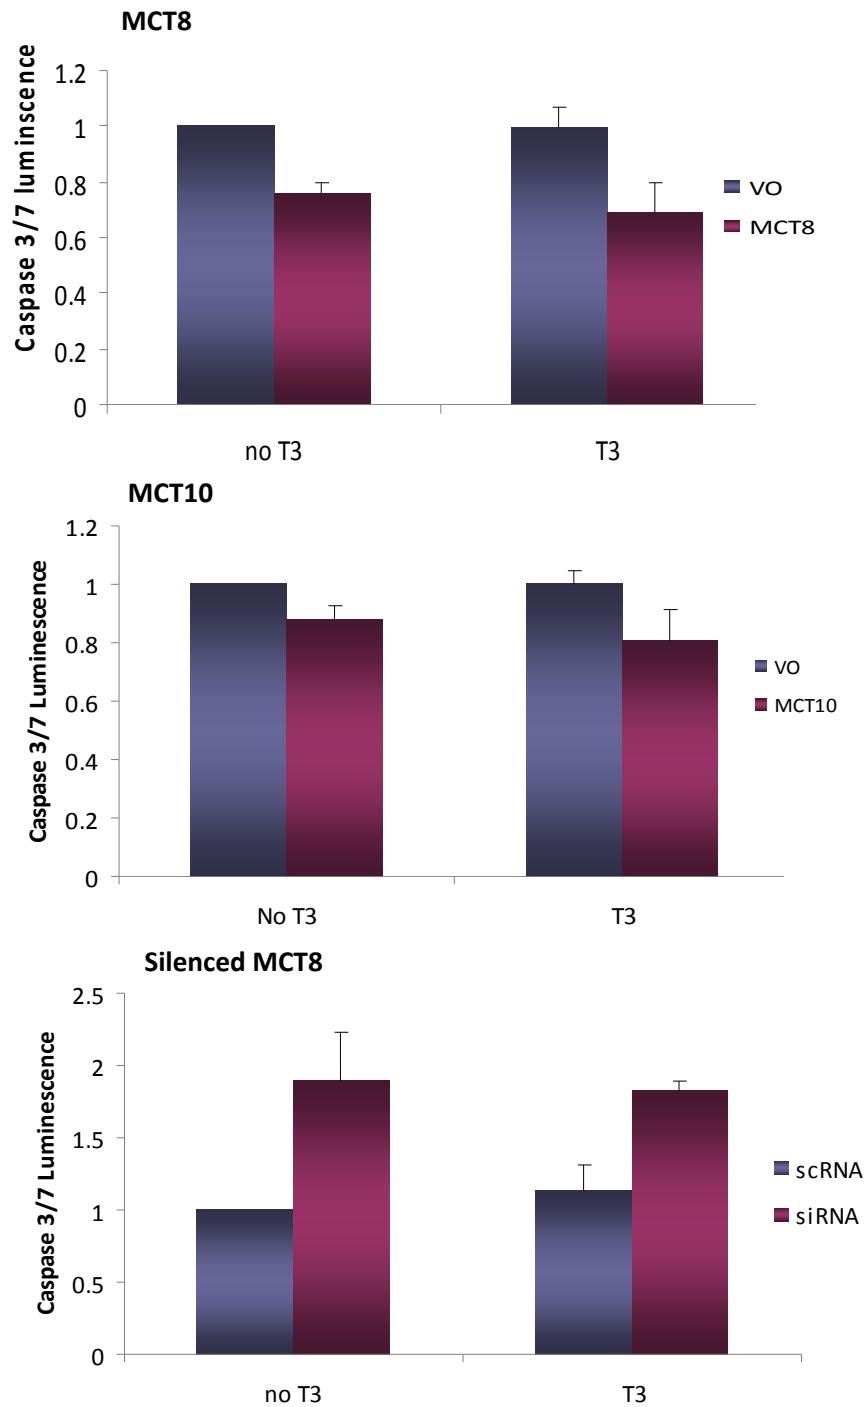 MCT8
Caspase 3/7 luminscence
1.2
1
0.8
0.6
0.4
0.2
0
no T3
T3
VO
MCT8
MCT10
Caspase 3/7 Luminescence
1.2
1
0.8
0.6
0.4
0.2
0
No T3
T3
VO
MCT10
Silenced MCT8
Caspase 3/7 Luminescence
2.5
2
1.5
1
0.5
0
no T3
T3
scRNA
siRNA